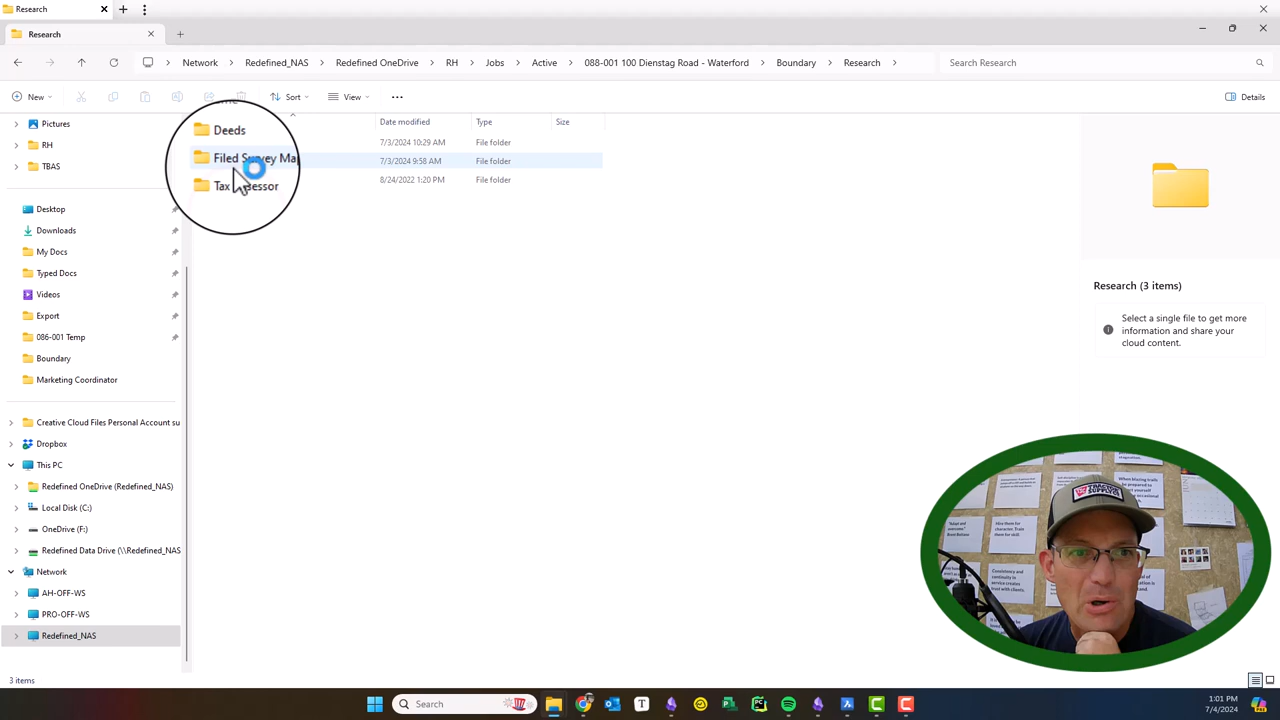 Research
Research
Network > Redefined_NAS > Redefined OneDrive > RH > Jobs > Active > 088-001 100 Dienstag Road - Waterford > Boundary > Research >
Search Research
New
Sort
View
Details
Date modified
Type
Size
Deeds
7/3/2024 10:29 AM
File folder
Filed Survey Ma
7/3/2024 9:58 AM
File folder
8/24/2022 1:20 PM
File folder
Pictures
RH
TBAS
Desktop
Downloads
My Docs
Typed Docs
Videos
Export
086-001 Temp
Boundary
Marketing Coordinator
Creative Cloud Files Personal Account su
Dropbox
This PC
Redefined OneDrive (Redefined_NAS)
Local Disk (C:)
OneDrive (F:)
Redefined Data Drive (\\Redefined_NAS
Network
AH-OFF-WS
PRO-OFF-WS
Redefined_NAS
3 items
Research (3 items)
Select a single file to get more
information and share your
cloud content.
TRACTOR
SUPPLY CO
Search
1:01 PM
7/4/2024